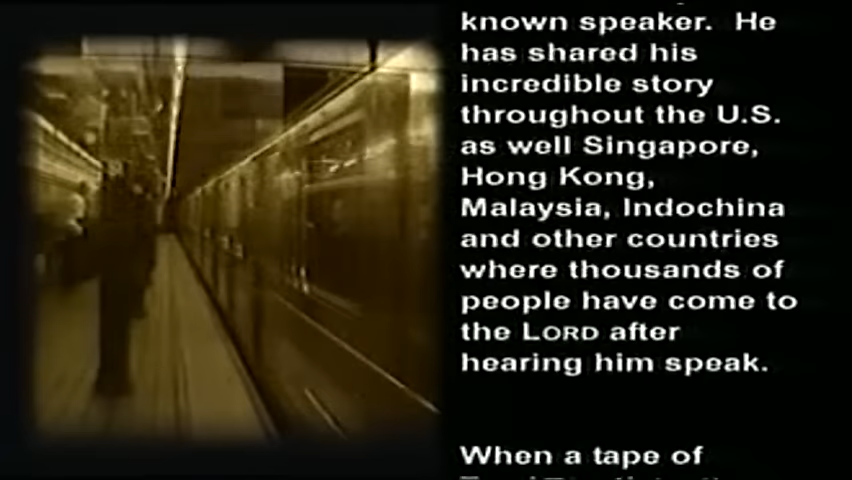 known speaker. He
has shared his
incredible story
throughout the U.S.
as well Singapore,
Hong Kong,
Malaysia, Indochina
and other countries
where thousands of
people have come to
the LORD after
hearing him speak.
When a tape of